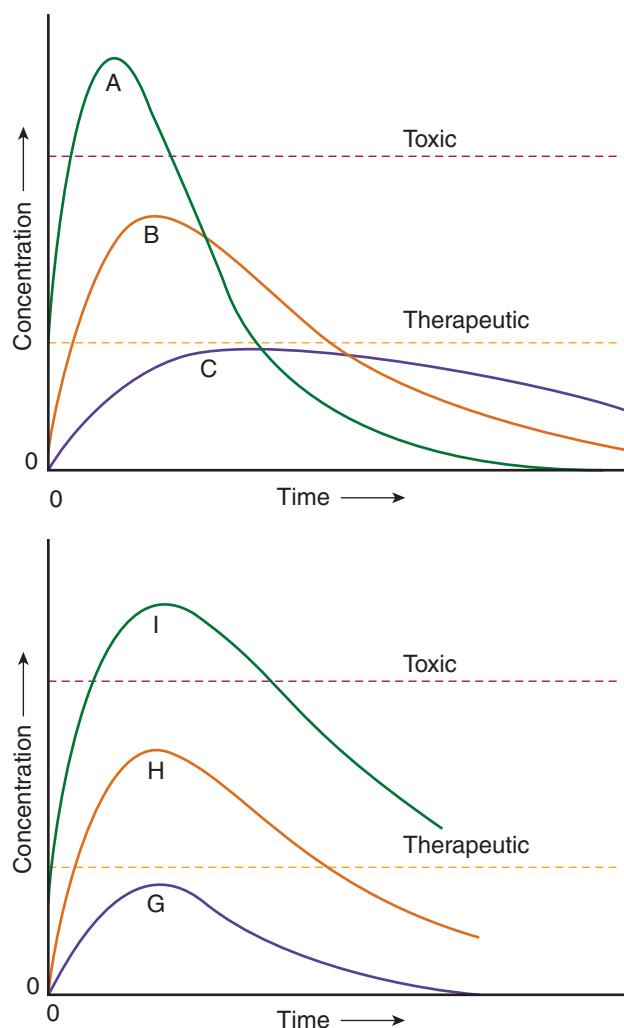 A
Toxic
B
Therapeutic
C
Concentration
0
0
Time
I
Toxic
H
Therapeutic
G
Concentration
0
0
Time